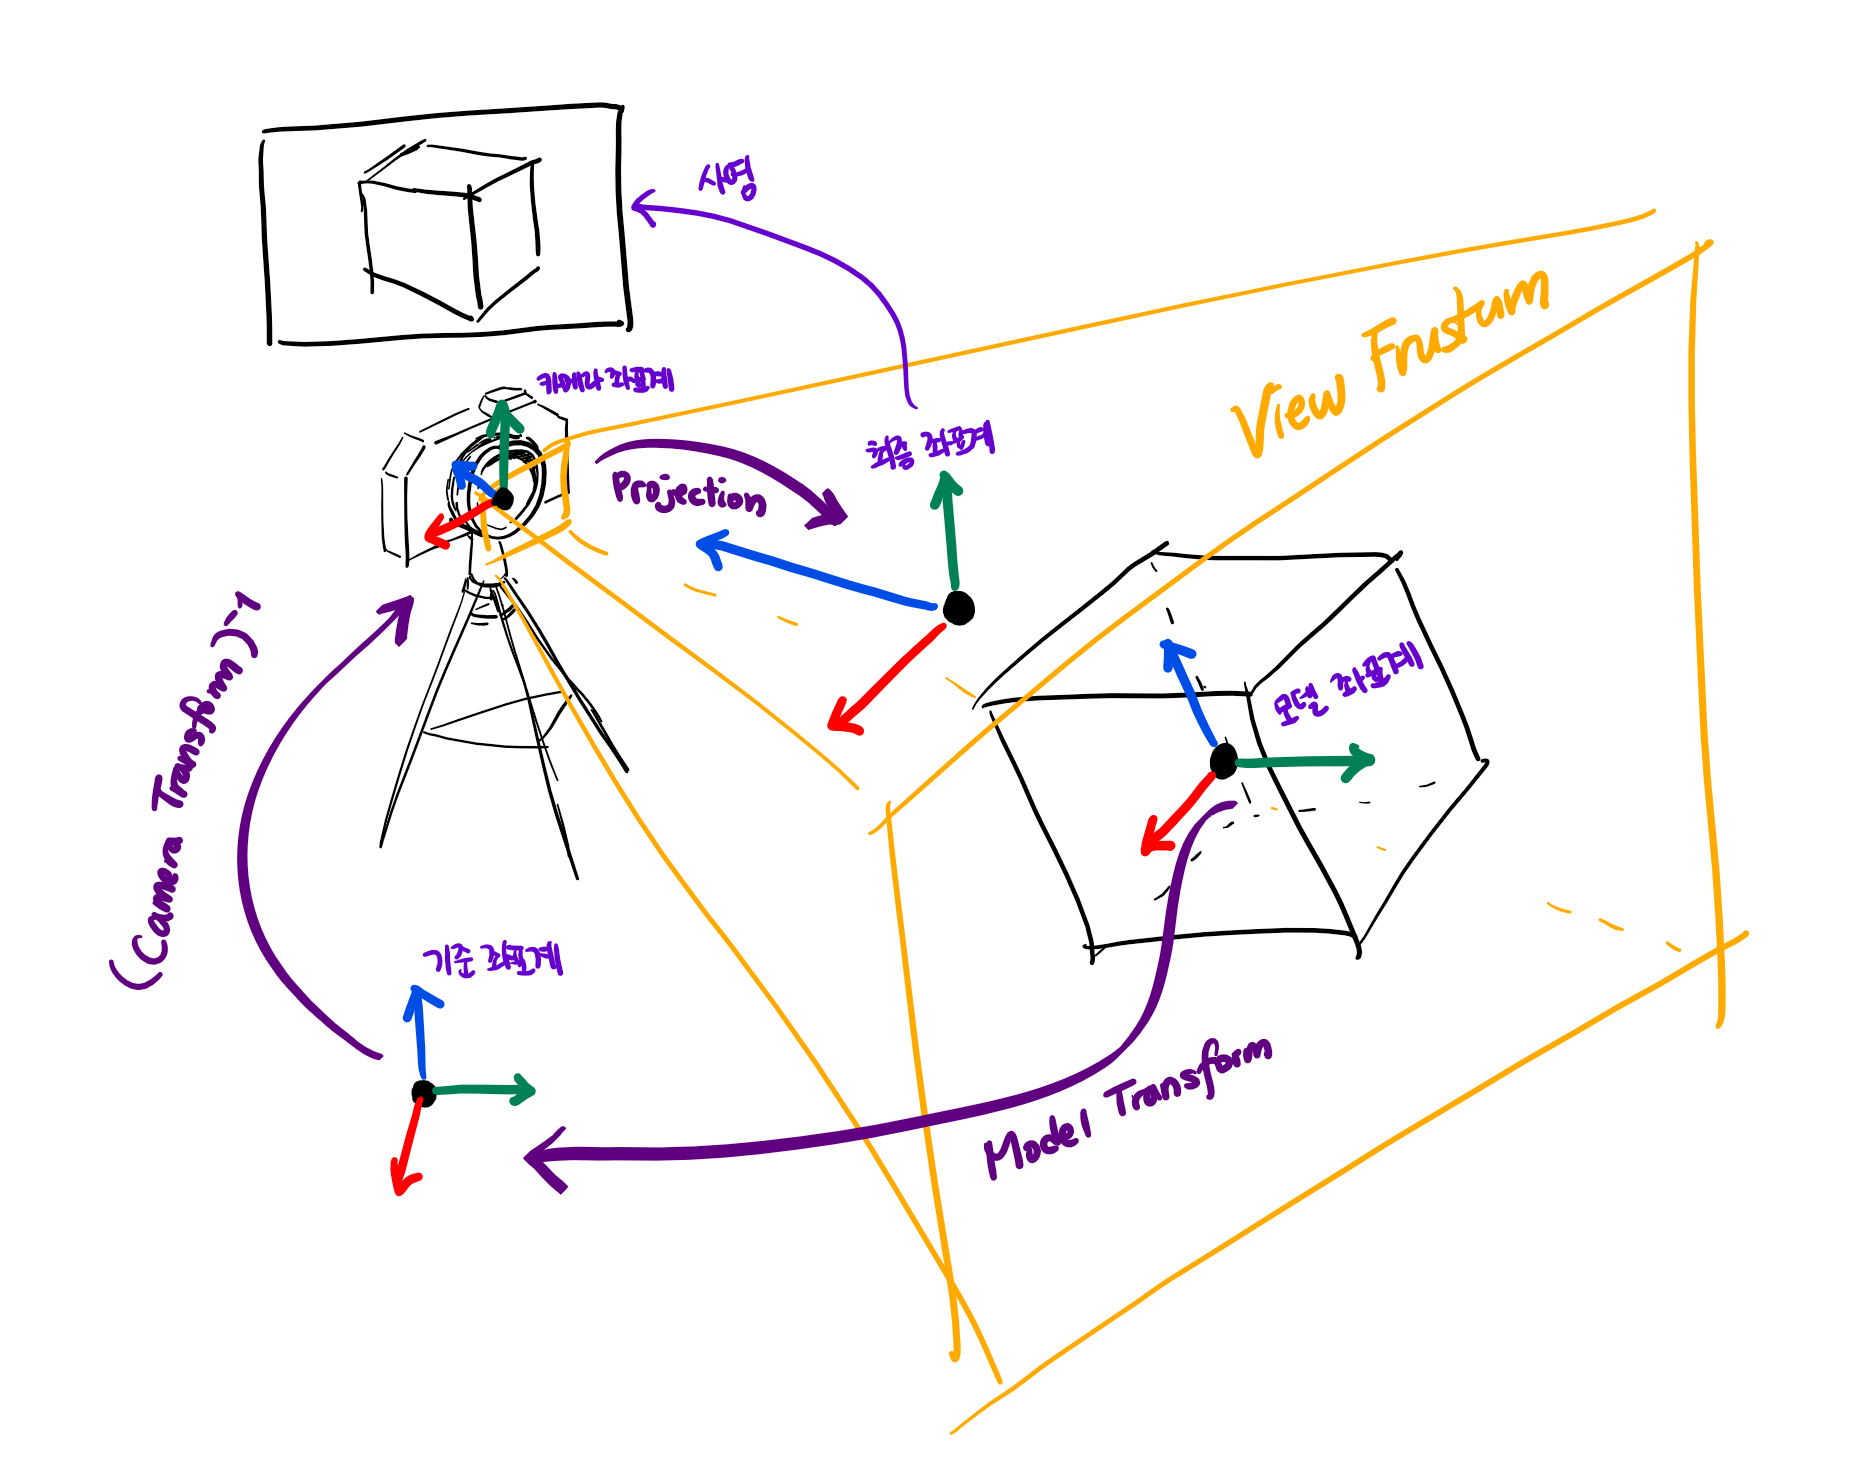 사영
카메라 좌표계
View Frustum
최종 좌표계
Projection
모델 좌표계
(Camera Transform)⁻¹
기준 좌표계
Model Transform